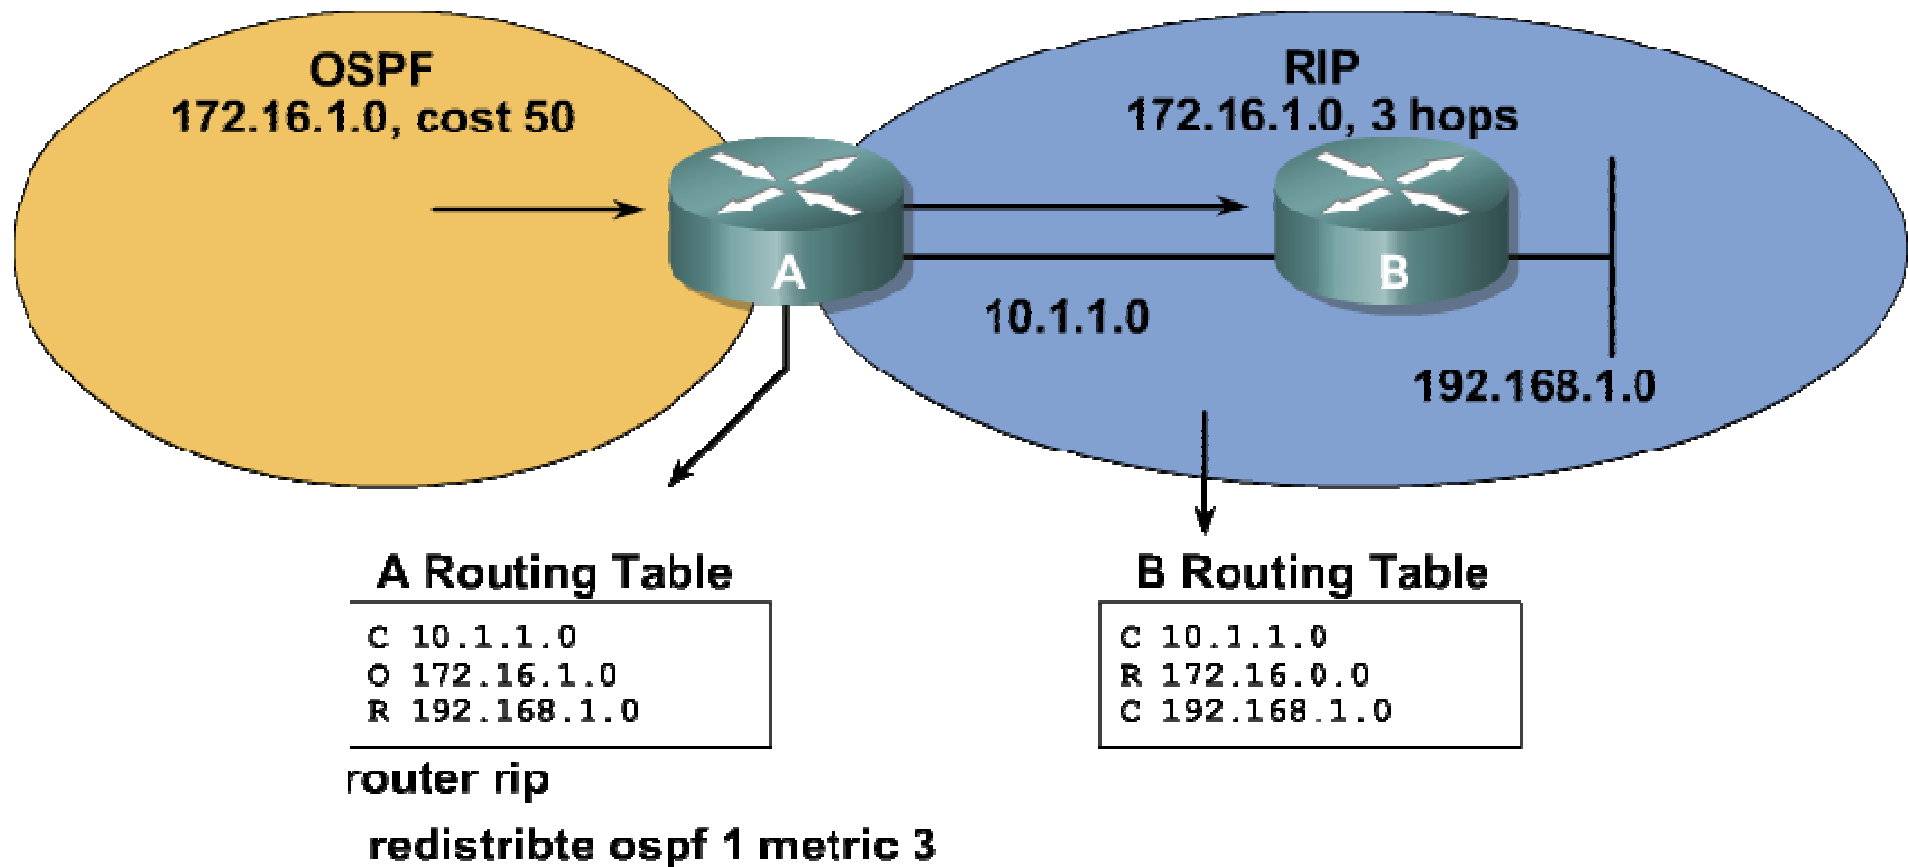 OSPF
172.16.1.0, cost 50
RIP
172.16.1.0, 3 hops
A
B
10.1.1.0
192.168.1.0
A Routing Table
C 10.1.1.0
O 172.16.1.0
R 192.168.1.0
B Routing Table
C 10.1.1.0
R 172.16.0.0
C 192.168.1.0
router rip
redistribte ospf 1 metric 3